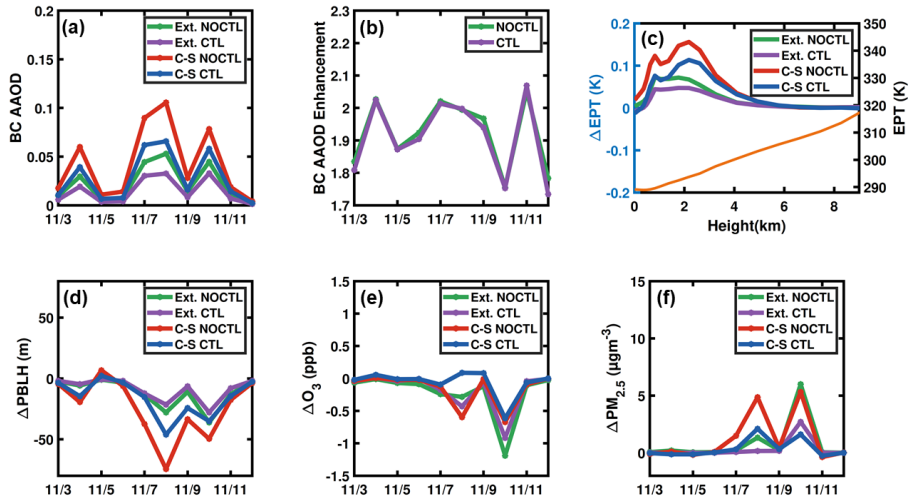 (a)
Ext. NOCTL
Ext. CTL
C-S NOCTL
C-S CTL
BC AAOD
0.2
0.15
0.1
0.05
0
11/3 11/5 11/7 11/9 11/11
(b)
NOCTL
CTL
BC AAOD Enhancement
2.3
2.2
2.1
2.0
1.9
1.8
1.7
11/3 11/5 11/7 11/9 11/11
(c)
Ext. NOCTL
Ext. CTL
C-S NOCTL
C-S CTL
ΔEPT (K)
0.2
0.1
0
-0.1
-0.2
EPT (K)
350
340
330
320
310
300
290
0 2 4 6 8
Height(km)
(d)
Ext. NOCTL
Ext. CTL
C-S NOCTL
C-S CTL
ΔPBLH (m)
50
0
-50
11/3 11/5 11/7 11/9 11/11
(e)
Ext. NOCTL
Ext. CTL
C-S NOCTL
C-S CTL
ΔO3 (ppb)
1.5
1
0.5
0
-0.5
-1
-1.5
11/3 11/5 11/7 11/9 11/11
(f)
Ext. NOCTL
Ext. CTL
C-S NOCTL
C-S CTL
ΔPM2.5 (μgm-3)
15
10
5
0
11/3 11/5 11/7 11/9 11/11